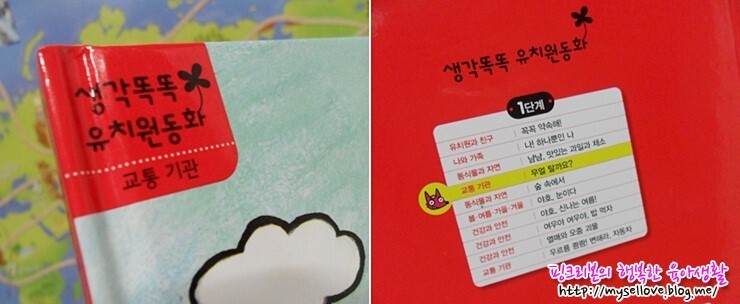 생각똑똑
유치원동화
교통 기관
생각똑똑 유치원동화
1단계
유치원과 친구 꼭꼭 약속해!
나와 가족 나! 하나뿐인 나
동식물과 자연 냠냠, 맛있는 과일과 채소
교통 기관 무얼 탈까요?
동식물과 자연 숲 속에서
봄·여름·가을·겨울 야호, 눈이다
봄·여름·가을·겨울 야호, 신나는 여름!
건강과 안전 여우야 여우야, 밥 먹자
건강과 안전 열매와 오줌 괴물
교통 기관 우르릉 쾅쾅! 변해라, 자동차
핑크리본의 행복한 육아생활
http://mysellove.blog.me/